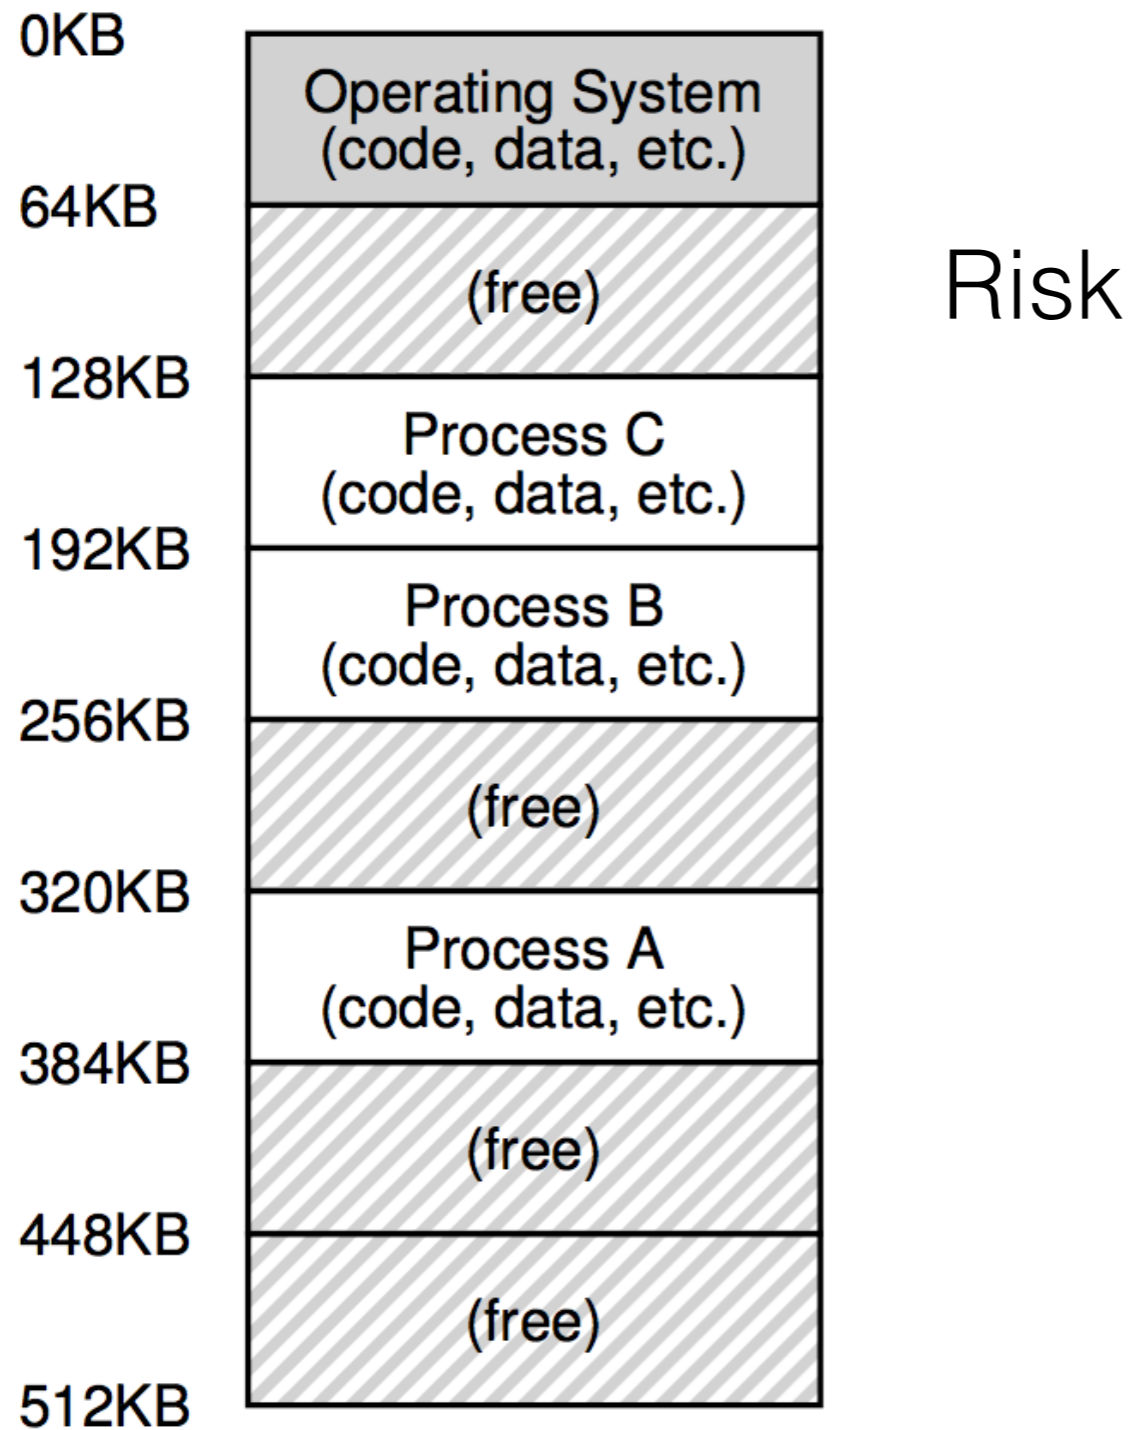 0KB
Operating System
(code, data, etc.)
64KB
(free)
Risk
128KB
Process C
(code, data, etc.)
192KB
Process B
(code, data, etc.)
256KB
(free)
320KB
Process A
(code, data, etc.)
384KB
(free)
448KB
(free)
512KB